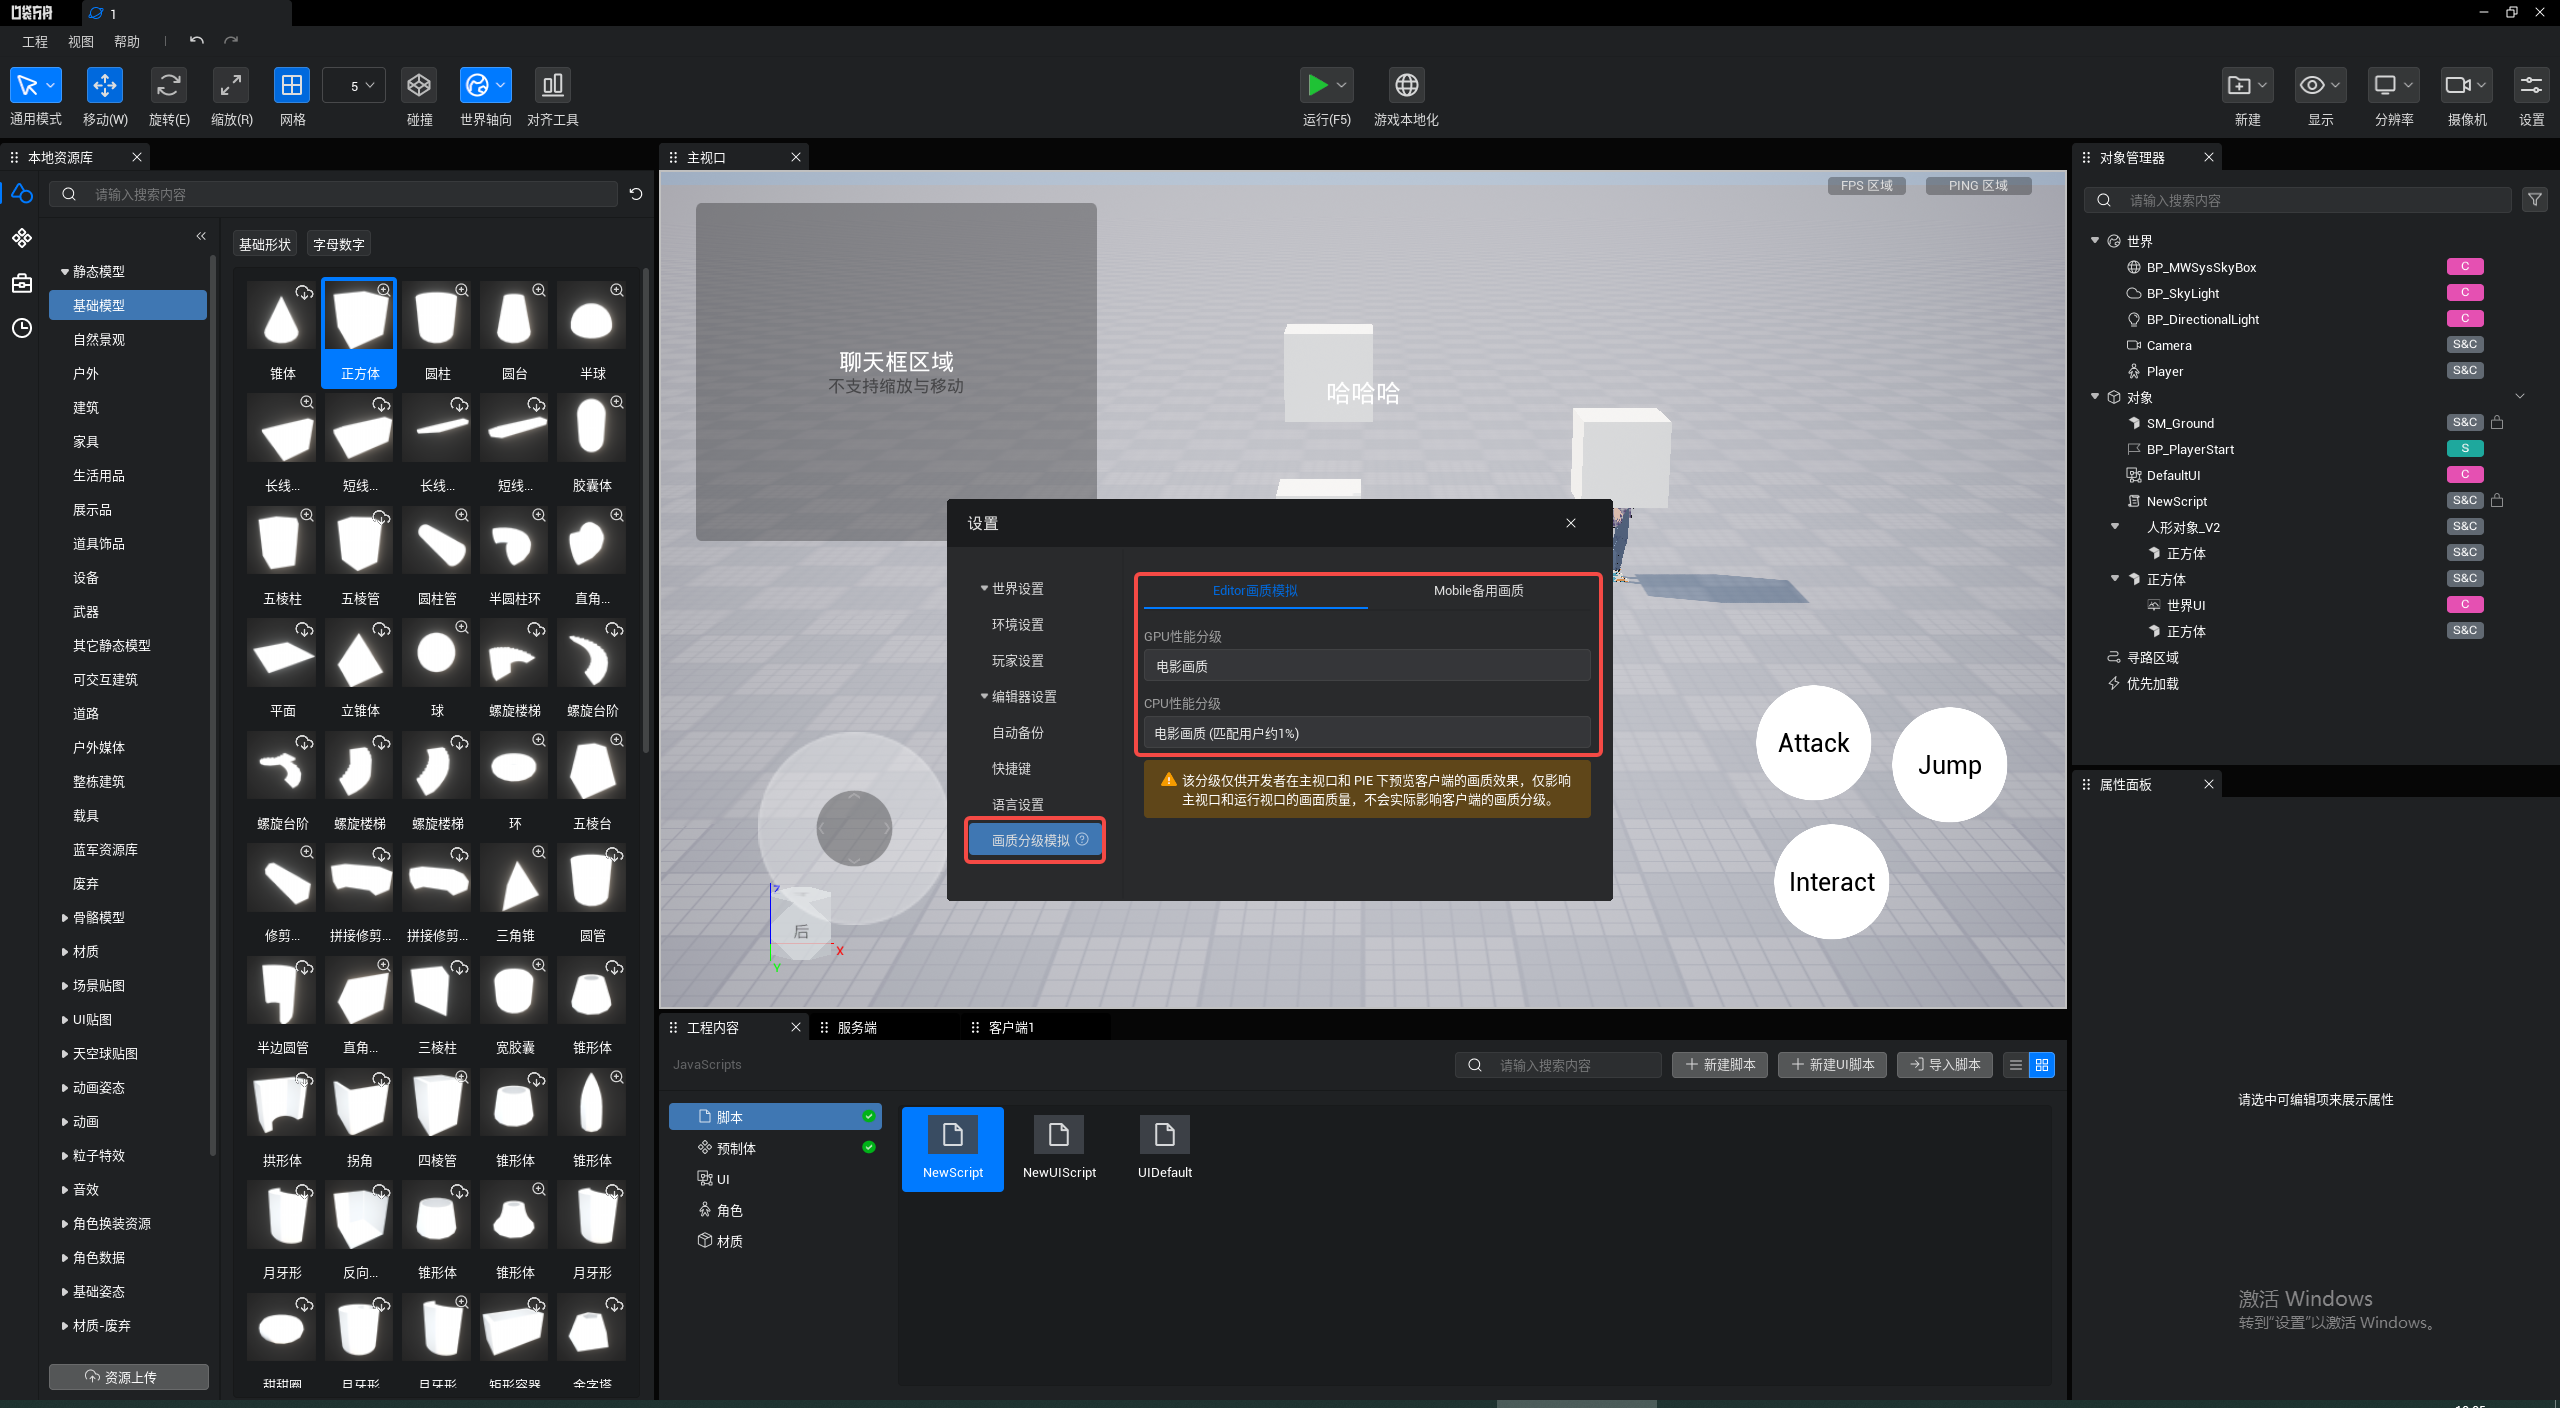 口袋方舟
1
工程 视图 帮助
5
通用模式 移动(W) 旋转(E) 缩放(R) 网格 碰撞 世界轴向 对齐工具 运行(F5) 游戏本地化 新建 显示 分辨率 摄像机 设置
本地资源库
请输入搜索内容
基础形状 字母数字
静态模型
基础模型
自然景观
户外
建筑
家具
生活用品
展示品
道具饰品
设备
武器
其它静态模型
可交互建筑
道路
户外媒体
整栋建筑
载具
蓝军资源库
废弃
骨骼模型
材质
场景贴图
UI贴图
天空球贴图
动画姿态
动画
粒子特效
音效
角色换装资源
角色数据
基础姿态
材质-废弃
资源上传
锥体 正方体 圆柱 圆台 半球
长线... 短线... 长线... 短线... 胶囊体
五棱柱 五棱管 圆柱管 半圆柱环 直角...
平面 立锥体 球 螺旋楼梯 螺旋台阶
螺旋台阶 螺旋楼梯 螺旋楼梯 环 五棱台
修剪... 拼接修剪... 拼接修剪... 三角锥 圆管
半边圆管 直角... 三棱柱 宽胶囊 锥形体
拱形体 拐角 四棱管 锥形体 锥形体
月牙形 反向... 锥形体 锥形体 月牙形
甜甜圈 月牙形 月牙形 矩形容器 金字塔
主视口
FPS 区域 PING 区域
聊天框区域
不支持缩放与移动
哈哈哈
Attack
Jump
Interact
后
Z
X
Y
设置
世界设置
环境设置
玩家设置
编辑器设置
自动备份
快捷键
语言设置
画质分级模拟
Editor画质模拟 Mobile备用画质
GPU性能分级
电影画质
CPU性能分级
电影画质 (匹配用户约1%)
该分级仅供开发者在主视口和 PIE 下预览客户端的画质效果，仅影响
主视口和运行视口的画面质量，不会实际影响客户端的画质分级。
工程内容 服务端 客户端1
JavaScripts
请输入搜索内容
新建脚本 新建UI脚本 导入脚本
脚本
预制体
UI
角色
材质
NewScript NewUIScript UIDefault
对象管理器
请输入搜索内容
世界
BP_MWSysSkyBox C
BP_SkyLight C
BP_DirectionalLight C
Camera S&C
Player S&C
对象
SM_Ground S&C
BP_PlayerStart S
DefaultUI C
NewScript S&C
人形对象_V2 S&C
正方体 S&C
正方体 S&C
世界UI C
正方体 S&C
寻路区域
优先加载
属性面板
请选中可编辑项来展示属性
激活 Windows
转到"设置"以激活 Windows。